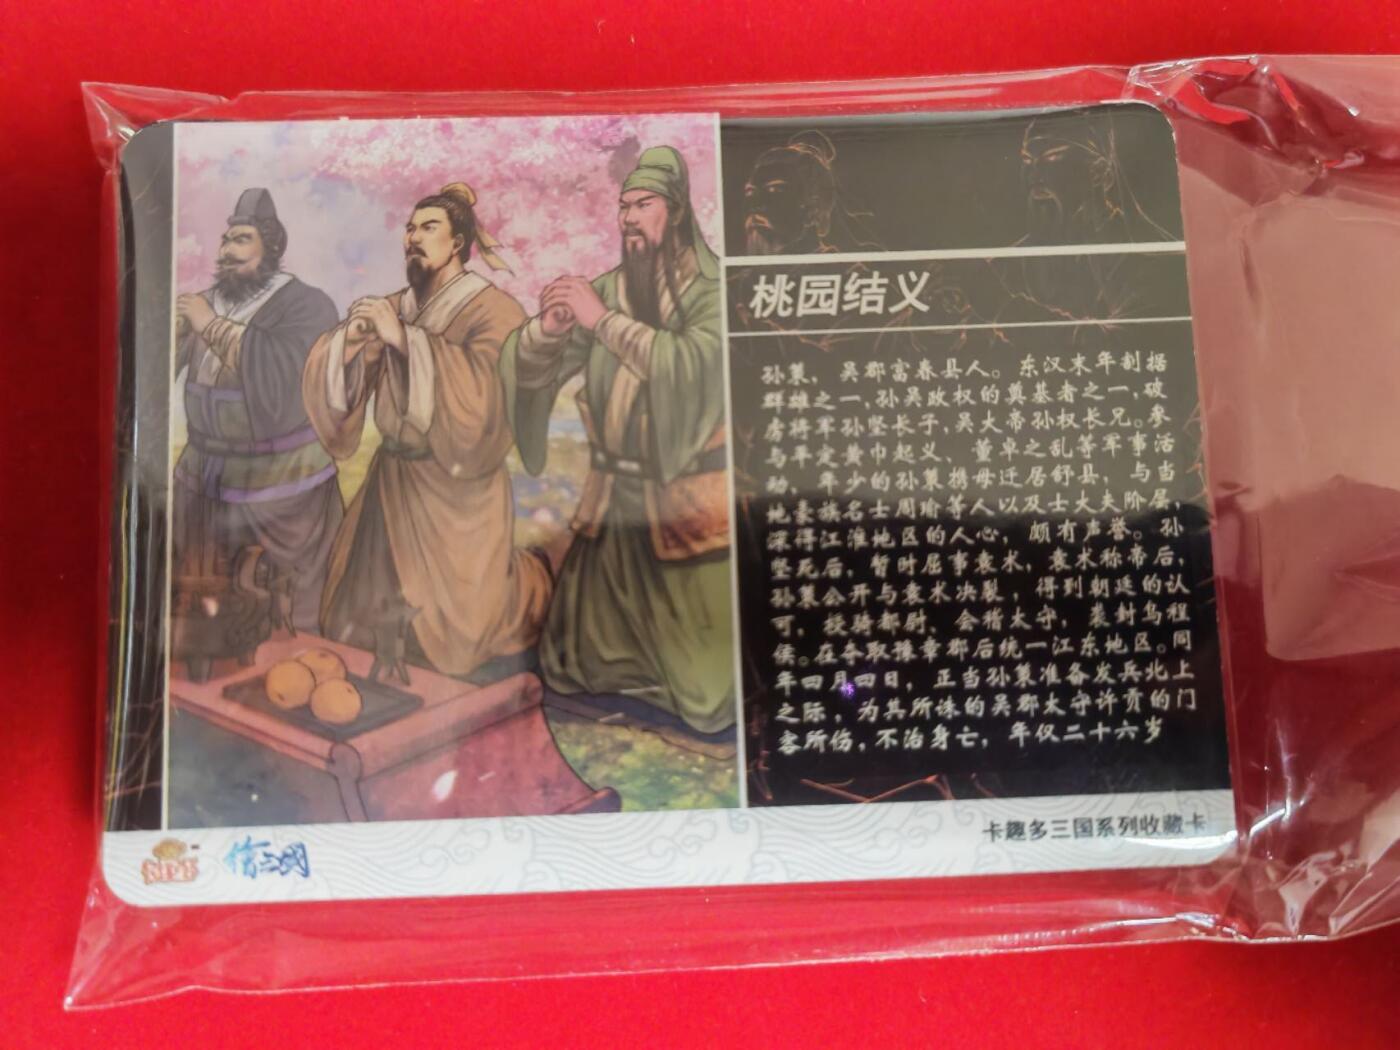 桃园结义
孙策，吴郡富春县人。东汉末年割据
群雄之一,孙吴政权的奠基者之一,破
虏将军孙坚长子,吴大帝孙权长兄。参
与平定黄巾起义、董卓之乱等军事活
动，年少的孙策携母迁居舒县，与当
地豪族名士周瑜等人以及士大夫阶层，
深得江淮地区的人心，颇有声誉。孙
坚死后，暂时屈事袁术，袁术称帝后，
孙策公开与袁术决裂，得到朝廷的认
可，授骑都尉、会稽太守，袭封乌程
侯。在夺取豫章郡后统一江东地区。同
年四月四日，正当孙策准备发兵北上
之际，为其所诛的吴郡太守许贡的门
客所伤,不治身亡，年仅二十六岁
卡趣多三国系列收藏卡